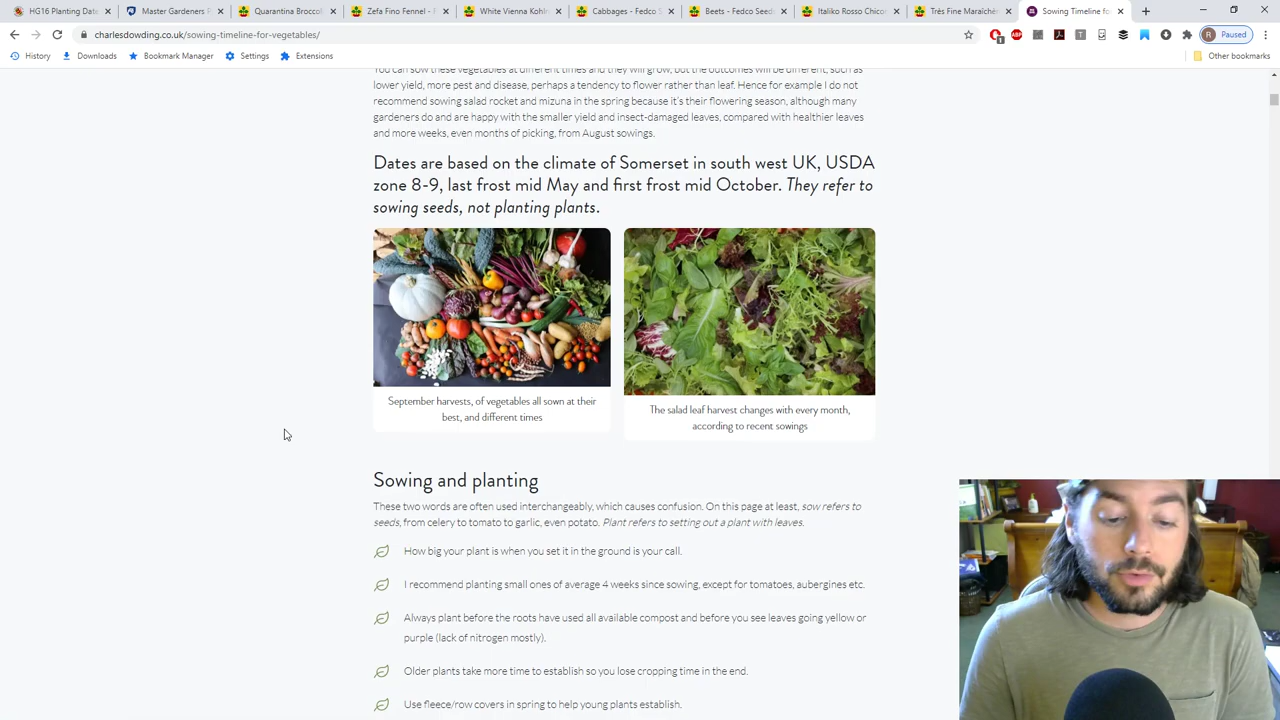 HG16 Planting Date
Master Gardeners P
Quarantina Broccol
Zefa Fino Fennel -
White Vienna Kohlr
Cabbages - Fedco S
Beets - Fedco Seed
Italiko Rosso Chicor
Très Fine Maraîchèr
Sowing Timeline fo
charlesdowding.co.uk/sowing-timeline-for-vegetables/
R Paused
History
Downloads
Bookmark Manager
Settings
Extensions
Other bookmarks
You can sow these vegetables at different times and they will grow, but the outcomes will be different, such as
lower yield, more pest and disease, perhaps a tendency to flower rather than leaf. Hence for example I do not
recommend sowing salad rocket and mizuna in the spring because it's their flowering season, although many
gardeners do and are happy with the smaller yield and insect-damaged leaves, compared with healthier leaves
and more weeks, even months of picking, from August sowings.
Dates are based on the climate of Somerset in south west UK, USDA
zone 8-9, last frost mid May and first frost mid October. They refer to
sowing seeds, not planting plants.
September harvests, of vegetables all sown at their
best, and different times
The salad leaf harvest changes with every month,
according to recent sowings
Sowing and planting
These two words are often used interchangeably, which causes confusion. On this page at least, sow refers to
seeds, from celery to tomato to garlic, even potato. Plant refers to setting out a plant with leaves.
How big your plant is when you set it in the ground is your call.
I recommend planting small ones of average 4 weeks since sowing, except for tomatoes, aubergines etc.
Always plant before the roots have used all available compost and before you see leaves going yellow or
purple (lack of nitrogen mostly).
Older plants take more time to establish so you lose cropping time in the end.
Use fleece/row covers in spring to help young plants establish.